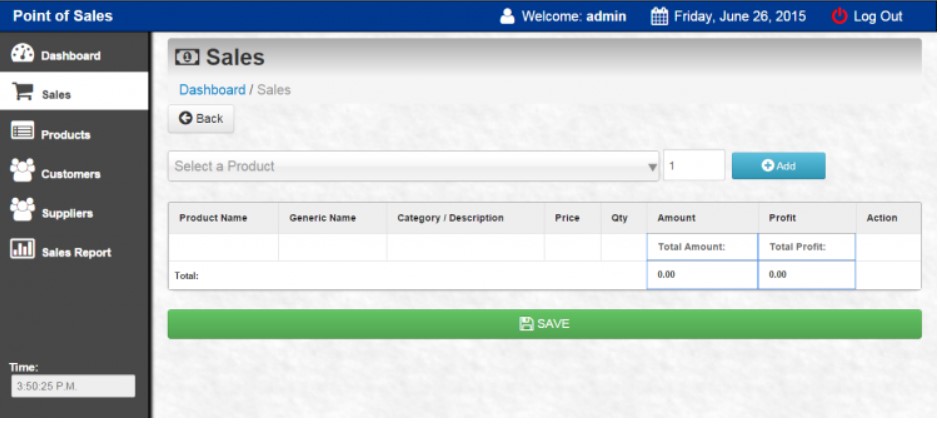 Point of Sales
Welcome: admin
Friday, June 26, 2015
Log Out
Dashboard
Sales
Products
Customers
Suppliers
Sales Report
Time:
3:50:25 P.M.
Sales
Dashboard / Sales
Back
Select a Product
1
Add
Product Name Generic Name Category / Description Price Qty Amount Profit Action
Total Amount: Total Profit:
Total: 0.00 0.00
SAVE